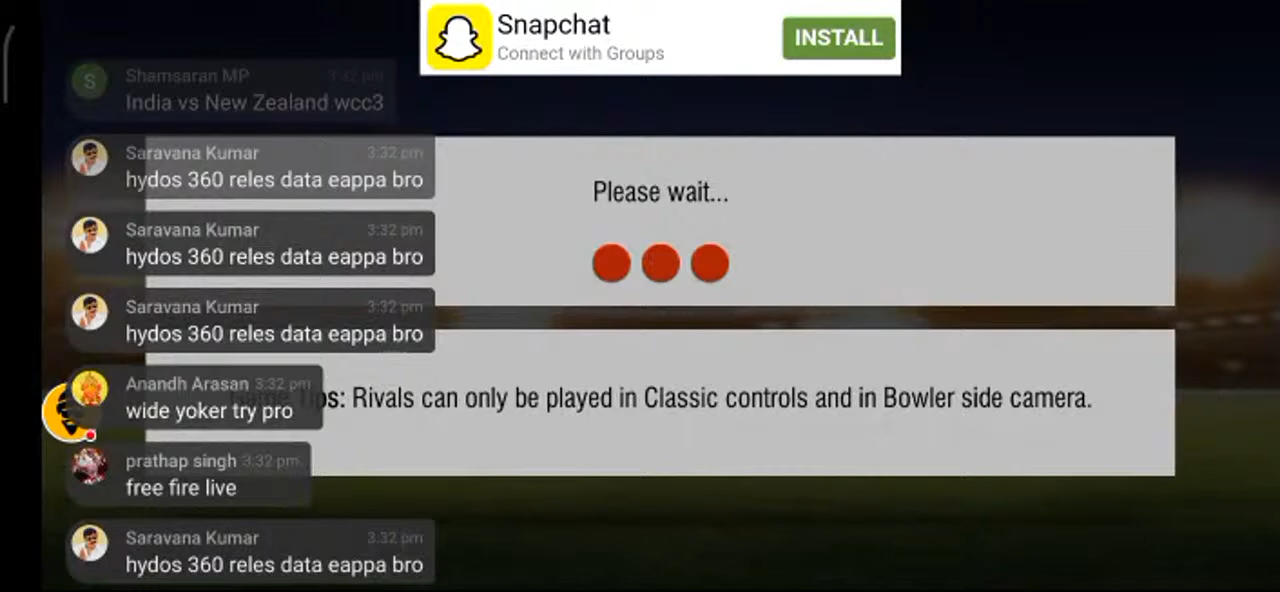 Snapchat
Connect with Groups
INSTALL
S
Shamsaran MP 3:32 pm
India vs New Zealand wcc3
Saravana Kumar 3:32 pm
hydos 360 reles data eappa bro
Please wait...
Saravana Kumar 3:32 pm
hydos 360 reles data eappa bro
Saravana Kumar 3:32 pm
hydos 360 reles data eappa bro
Anandh Arasan 3:32 pm
wide yoker try pro
Game Tips: Rivals can only be played in Classic controls and in Bowler side camera.
prathap singh 3:32 pm
free fire live
Saravana Kumar 3:32 pm
hydos 360 reles data eappa bro